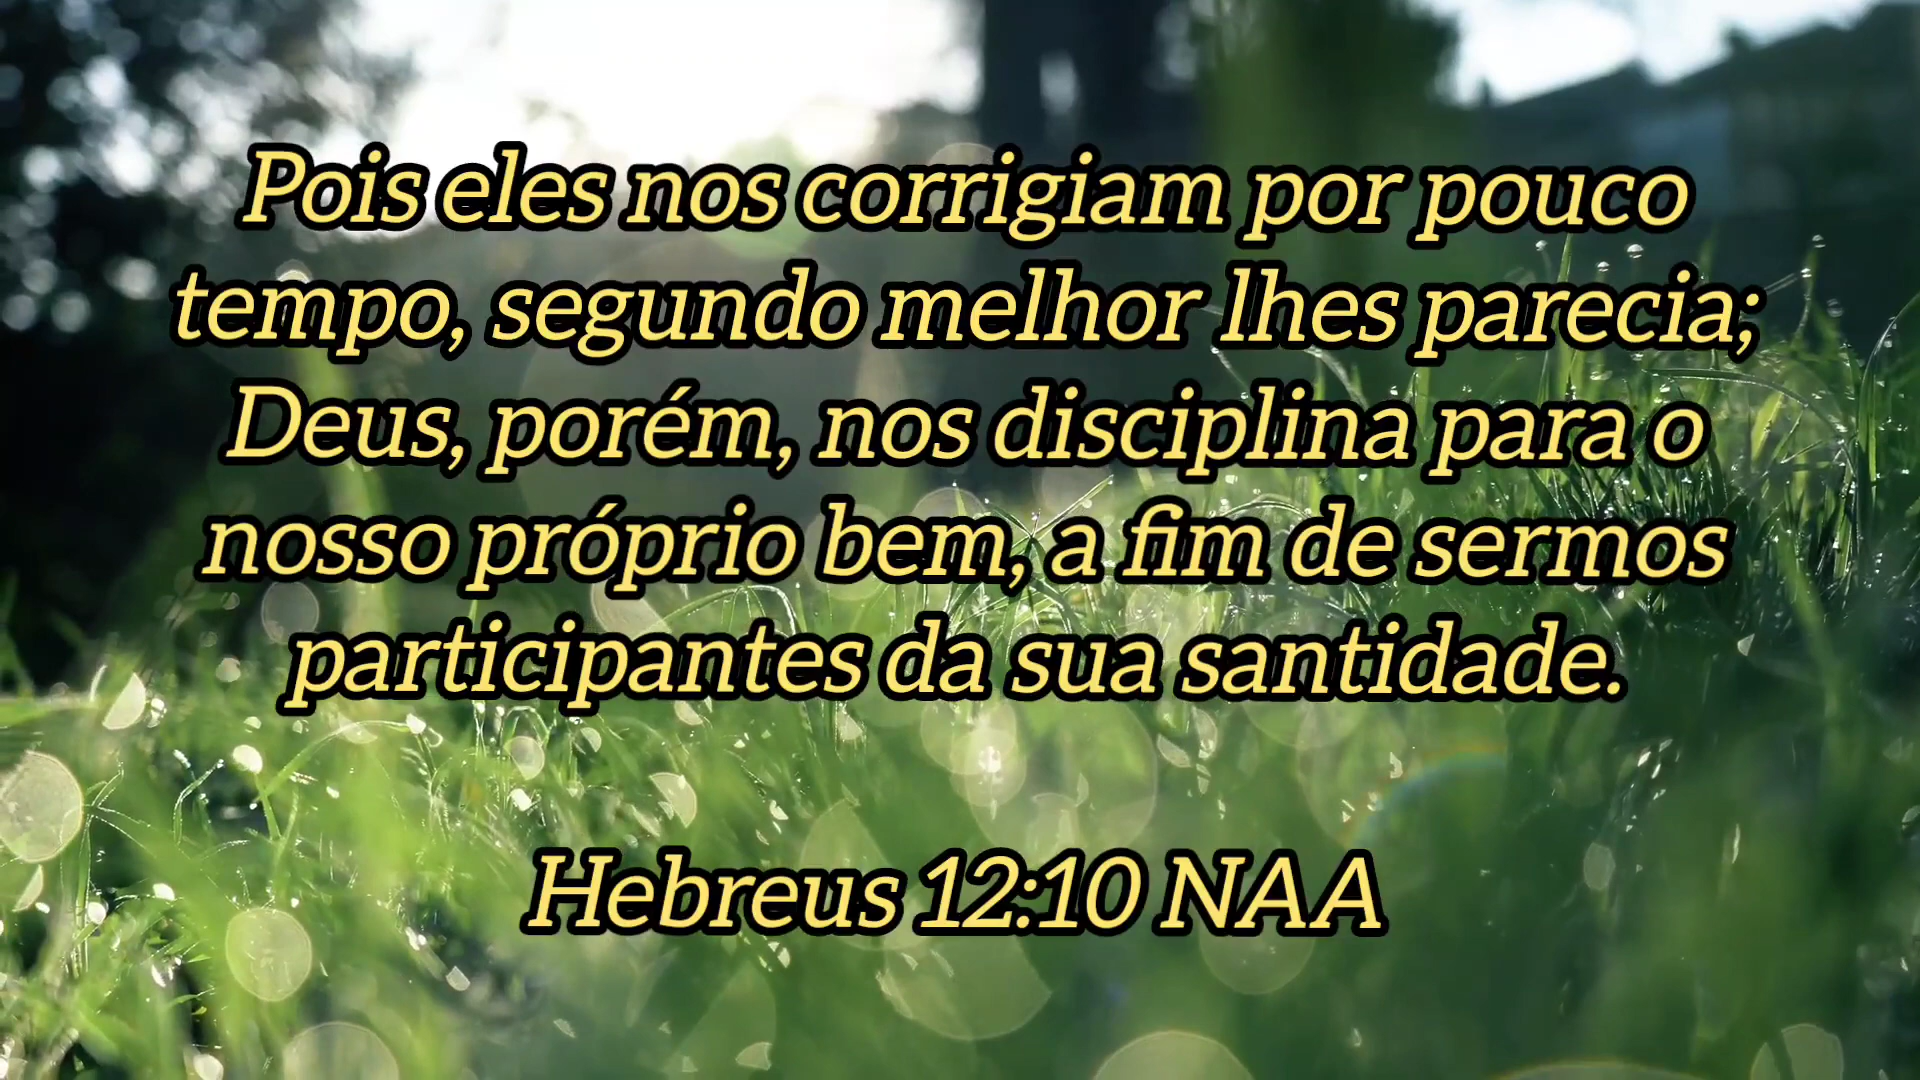 Pois eles nos corrigiam por pouco
tempo, segundo melhor lhes parecia;
Deus, porém, nos disciplina para o
nosso próprio bem, a fim de sermos
participantes da sua santidade.
Hebreus 12:10 NAA